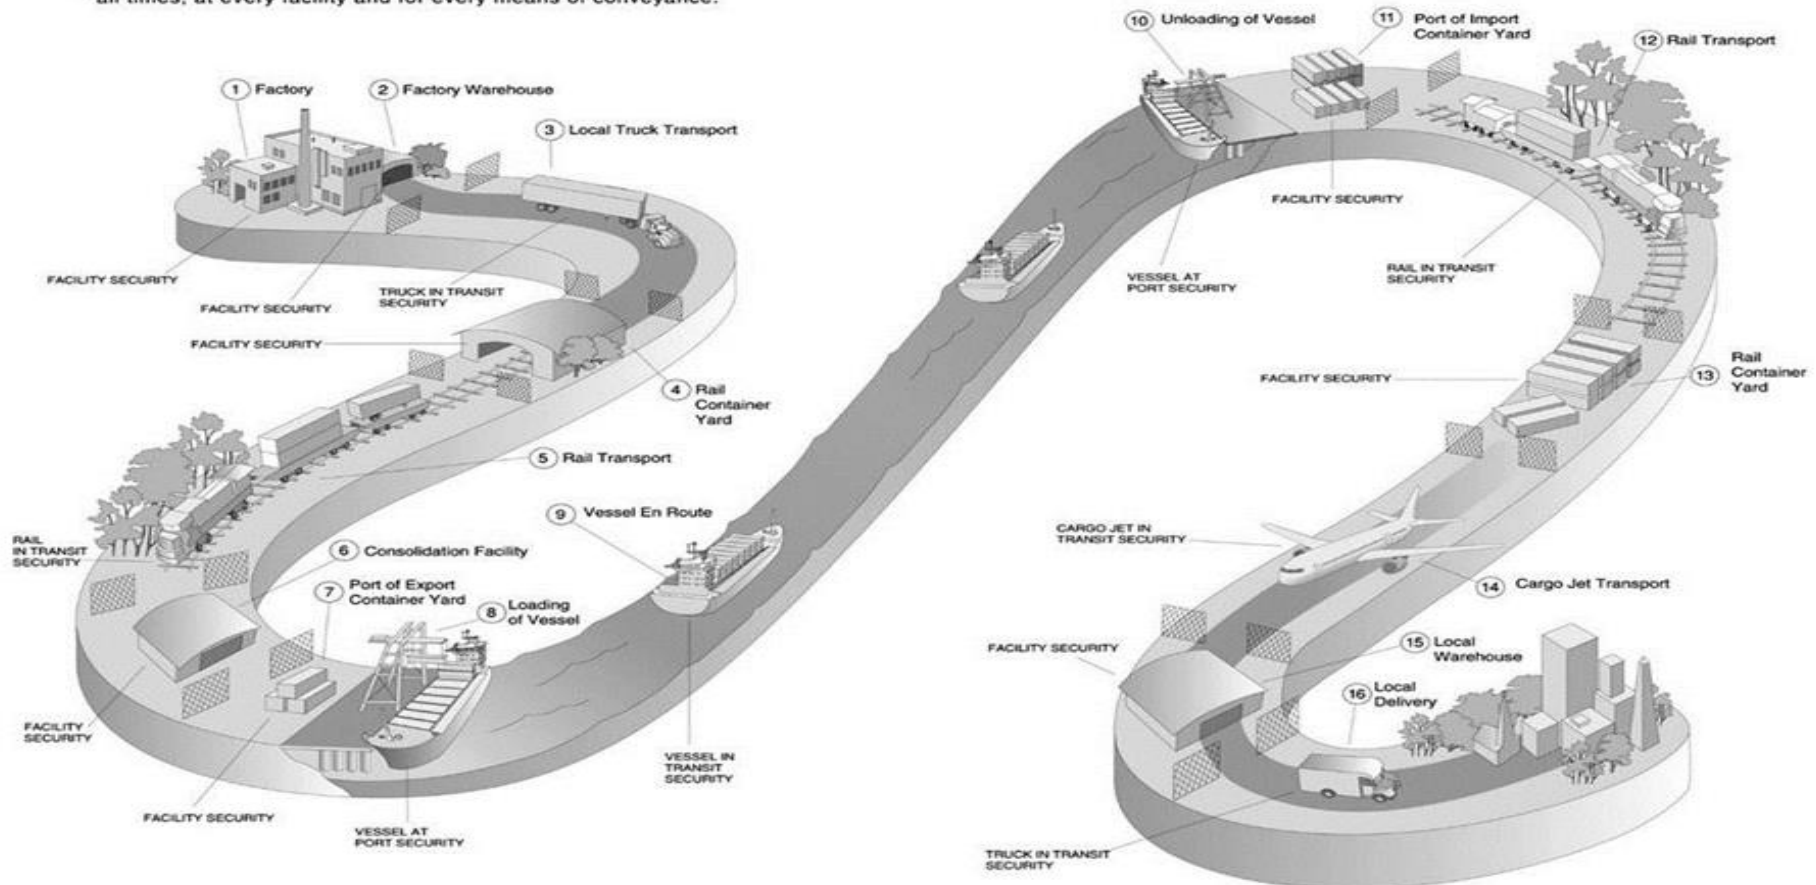 all times, at every facility and for every means of conveyance.
1 Factory
2 Factory Warehouse
3 Local Truck Transport
FACILITY SECURITY
FACILITY SECURITY
TRUCK IN TRANSIT
SECURITY
FACILITY SECURITY
4 Rail
Container
Yard
5 Rail Transport
RAIL
IN TRANSIT
SECURITY
6 Consolidation Facility
7 Port of Export
Container Yard
8 Loading
of Vessel
9 Vessel En Route
FACILITY
SECURITY
FACILITY SECURITY
VESSEL AT
PORT SECURITY
VESSEL IN
TRANSIT
SECURITY
10 Unloading of Vessel
11 Port of Import
Container Yard
12 Rail Transport
FACILITY SECURITY
VESSEL AT
PORT SECURITY
RAIL IN TRANSIT
SECURITY
FACILITY SECURITY
13 Rail
Container
Yard
CARGO JET IN
TRANSIT SECURITY
14 Cargo Jet Transport
FACILITY SECURITY
15 Local
Warehouse
16 Local
Delivery
TRUCK IN TRANSIT
SECURITY